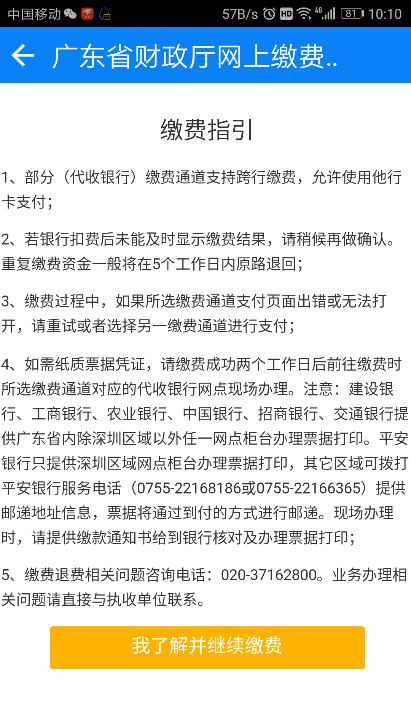 中国移动 57B/s HD 4G 81 10:10
广东省财政厅网上缴费..
缴费指引
1、部分（代收银行）缴费通道支持跨行缴费，允许使用他行
卡支付；
2、若银行扣费后未能及时显示缴费结果，请稍候再做确认。
重复缴费资金一般将在5个工作日内原路退回；
3、缴费过程中，如果所选缴费通道支付页面出错或无法打
开，请重试或者选择另一缴费通道进行支付；
4、如需纸质票据凭证，请缴费成功两个工作日后前往缴费时
所选缴费通道对应的代收银行网点现场办理。注意：建设银
行、工商银行、农业银行、中国银行、招商银行、交通银行提
供广东省内除深圳区域以外任一网点柜台办理票据打印。平安
银行只提供深圳区域网点柜台办理票据打印，其它区域可拨打
平安银行服务电话（0755-22168186或0755-22166365）提供
邮递地址信息，票据将通过到付的方式进行邮递。现场办理
时，请提供缴款通知书给到银行核对及办理票据打印；
5、缴费退费相关问题咨询电话：020-37162800。业务办理相
关问题请直接与执收单位联系。
我了解并继续缴费